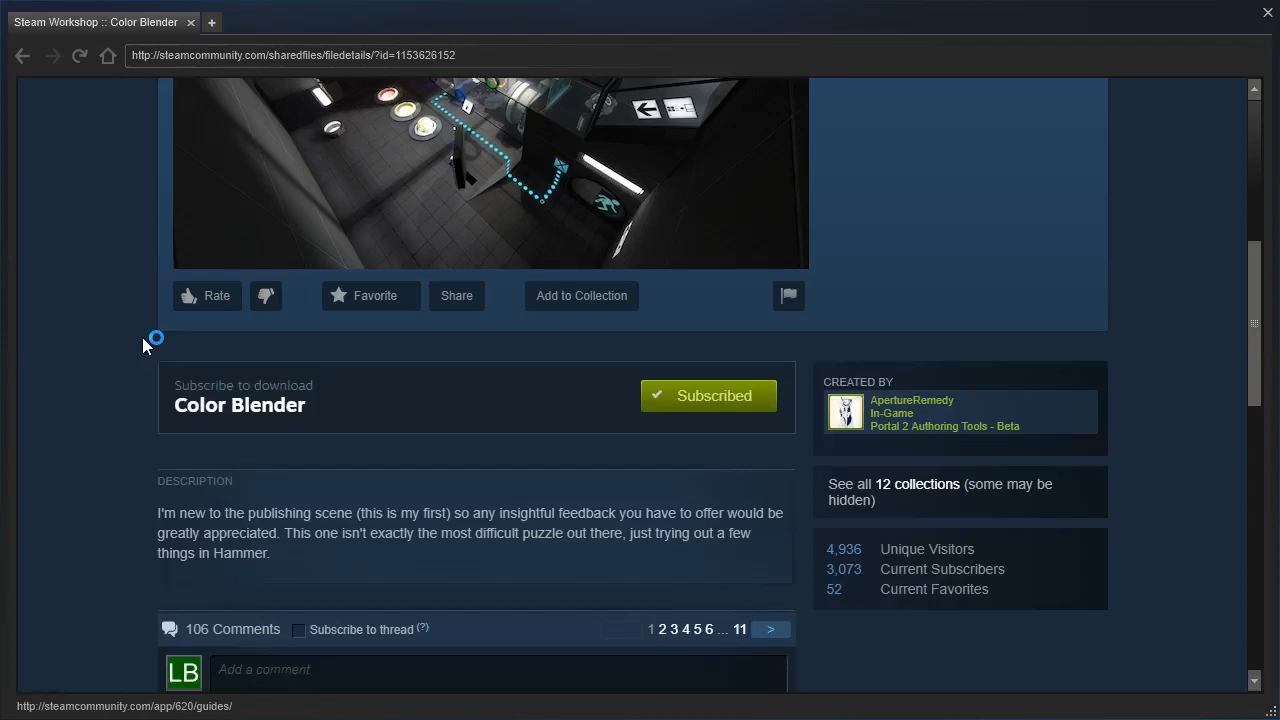 Steam Workshop :: Color Blender
http://steamcommunity.com/sharedfiles/filedetails/?id=1153626152
Rate
Favorite
Share
Add to Collection
Subscribe to download
Color Blender
Subscribed
CREATED BY
ApertureRemedy
In-Game
Portal 2 Authoring Tools - Beta
See all 12 collections (some may be
hidden)
DESCRIPTION
I'm new to the publishing scene (this is my first) so any insightful feedback you have to offer would be
greatly appreciated. This one isn't exactly the most difficult puzzle out there, just trying out a few
things in Hammer.
4,936 Unique Visitors
3,073 Current Subscribers
52 Current Favorites
106 Comments
Subscribe to thread (?)
1 2 3 4 5 6 ... 11 >
LB
Add a comment
http://steamcommunity.com/app/620/guides/